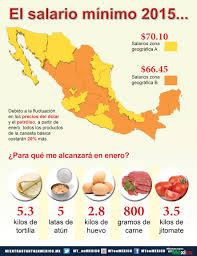 El salario mínimo 2015...
$70.10
Salarios zona
geográfica A
$66.45
Salarios zona
geográfica B
Debido a la fluctuación
en los precios del dólar
y el petróleo, a partir de
enero, todos los productos
de la canasta básica
costarán 20% más.
¿Para qué me alcanzará en enero?
5.3
kilos de
tortilla
5
latas de
atún
2.8
kilos de
huevo
800
gramos de
carne
3.5
kilos de
jitomate
MIENTRASTANTOENMEXICO.MX